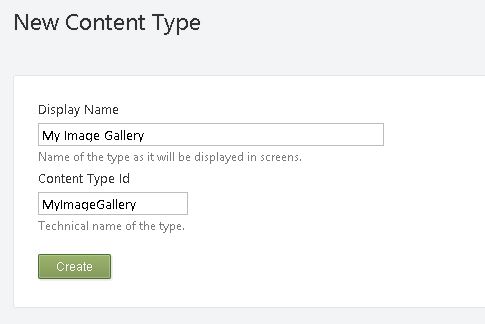 New Content Type
Display Name
My Image Gallery
Name of the type as it will be displayed in screens.
Content Type Id
MyImageGallery
Technical name of the type.
Create